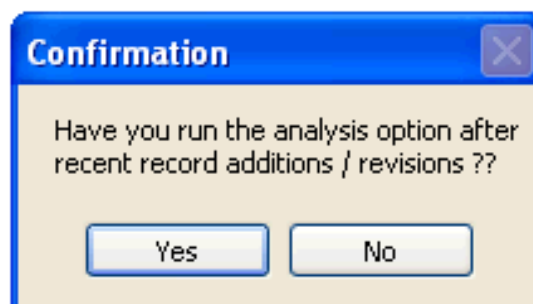 Confirmation
Have you run the analysis option after
recent record additions / revisions ??
Yes
No